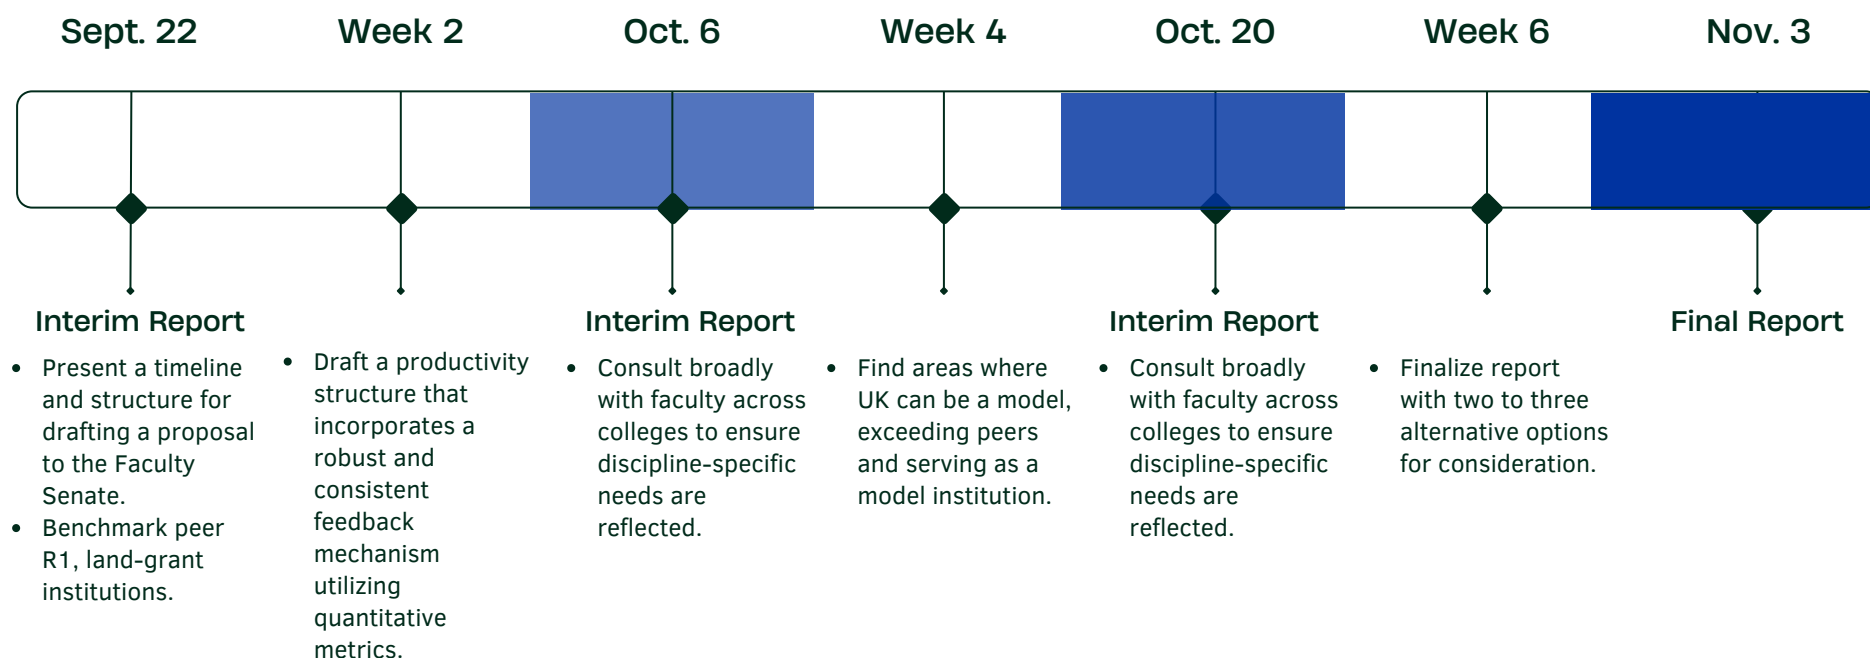 Sept. 22
Week 2
Oct. 6
Week 4
Oct. 20
Week 6
Nov. 3
Interim Report
• Present a timeline
and structure for
drafting a proposal
to the Faculty
Senate.
• Benchmark peer
R1, land-grant
institutions.
• Draft a productivity
structure that
incorporates a
robust and
consistent
feedback
mechanism
utilizing
quantitative
metrics.
Interim Report
• Consult broadly
with faculty across
colleges to ensure
discipline-specific
needs are
reflected.
• Find areas where
UK can be a model,
exceeding peers
and serving as a
model institution.
Interim Report
• Consult broadly
with faculty across
colleges to ensure
discipline-specific
needs are
reflected.
• Finalize report
with two to three
alternative options
for consideration.
Final Report